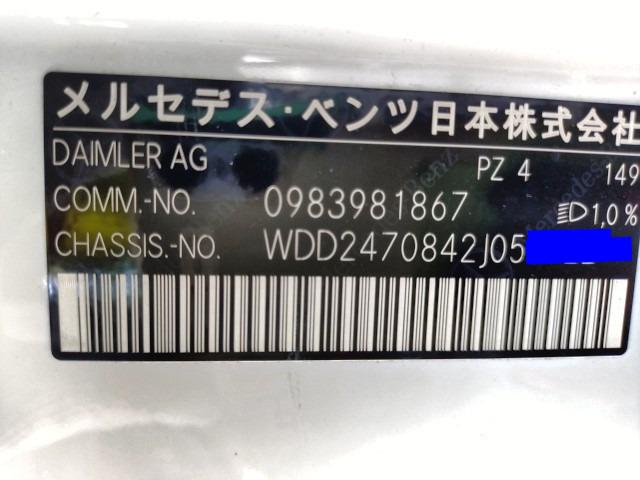 メルセデス・ベンツ日本株式会社
DAIMLER AG PZ 4 149
COMM.-NO. 0983981867 1,0%
CHASSIS.-NO. WDD2470842J05